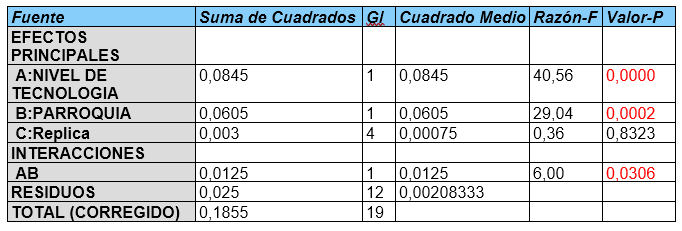 Fuente Suma de Cuadrados Gl Cuadrado Medio Razón-F Valor-P
EFECTOS
PRINCIPALES
A:NIVEL DE 0,0845 1 0,0845 40,56 0,0000
TECNOLOGIA
B:PARROQUIA 0,0605 1 0,0605 29,04 0,0002
C:Replica 0,003 4 0,00075 0,36 0,8323
INTERACCIONES
AB 0,0125 1 0,0125 6,00 0,0306
RESIDUOS 0,025 12 0,00208333
TOTAL (CORREGIDO) 0,1855 19